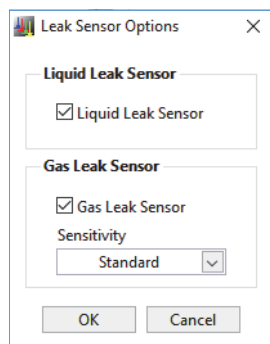 Leak Sensor Options
Liquid Leak Sensor
Liquid Leak Sensor
Gas Leak Sensor
Gas Leak Sensor
Sensitivity
Standard
OK Cancel